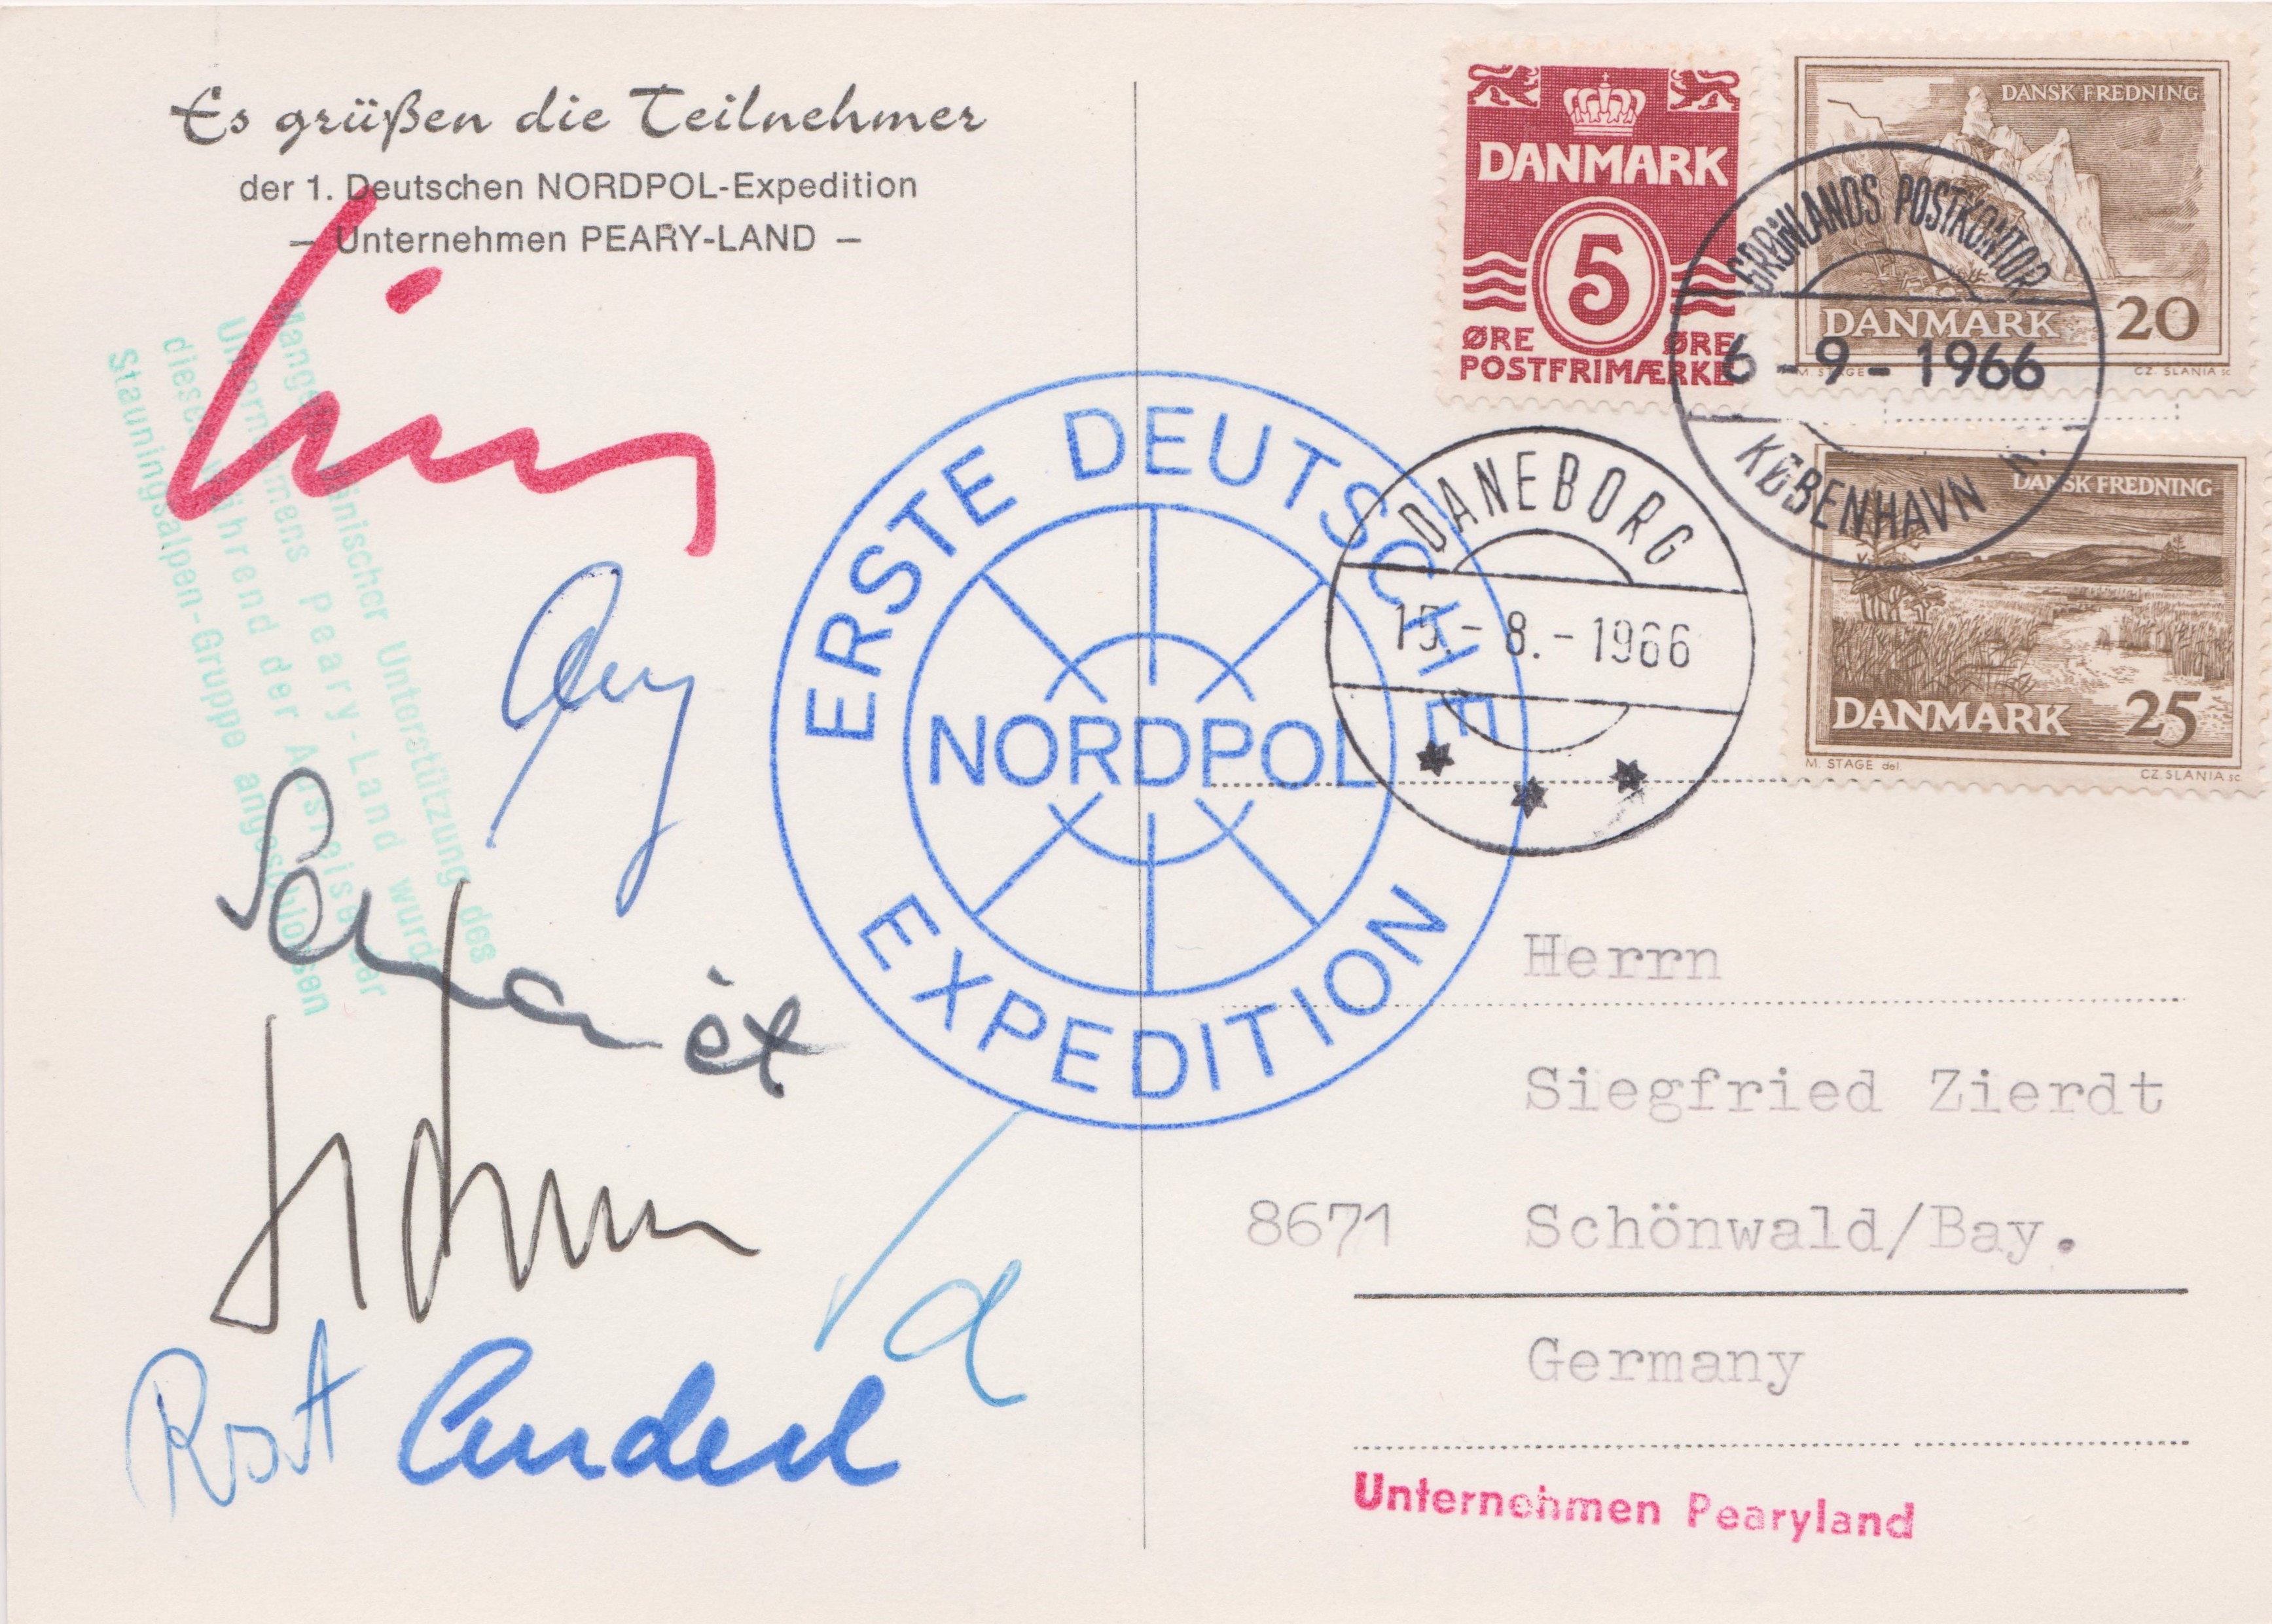 Es grüßen die Teilnehmer
der 1. Deutschen NORDPOL-Expedition
— Unternehmen PEARY-LAND —
Mangels dänischer Unterstützung des
Unternehmens Peary-Land wurde
dieser während der Ausreise der
Stauningsalpen-Gruppe angeschlossen
Rost Anderl
ERSTE DEUTSCHE
NORDPOL
EXPEDITION
DANMARK
5
ØRE ØRE
POSTFRIMÆRKE
DANSK FREDNING
DANMARK 20
M. STAGE CZ. SLANIA sc
GRØNLANDS POSTKONTOR
6-9-1966
KØBENHAVN K.
DANSK FREDNING
DANMARK 25
M. STAGE del. CZ. SLANIA sc.
DANEBORG
15.-8.-1966
Herrn
Siegfried Zierdt
8671 Schönwald/Bay.
Germany
Unternehmen Pearyland